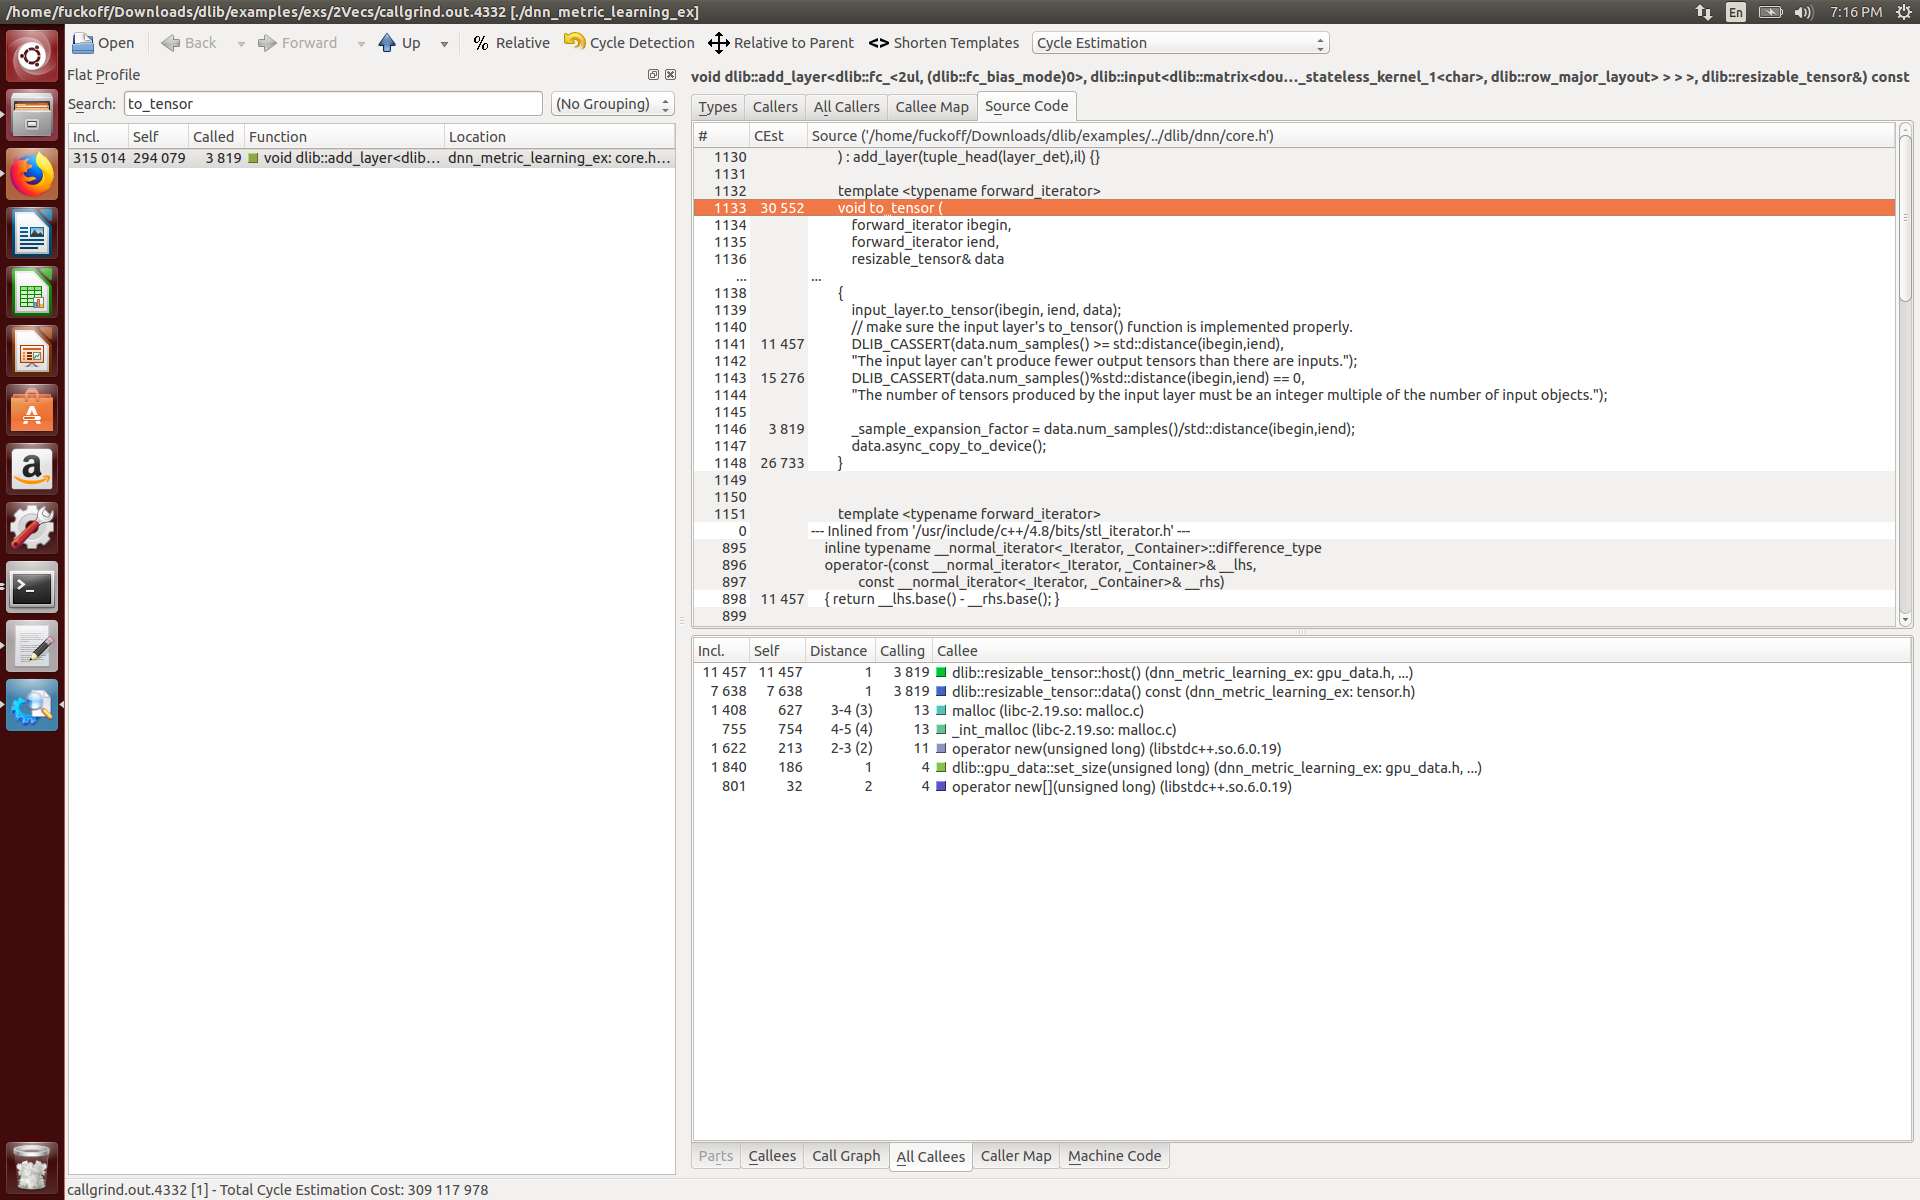 /home/fuckoff/Downloads/dlib/examples/exs/2Vecs/callgrind.out.4332 [./dnn_metric_learning_ex]
En
7:16 PM
Open
Back
Forward
Up
% Relative
Cycle Detection
Relative to Parent
<> Shorten Templates
Cycle Estimation
Flat Profile
Search: to_tensor
(No Grouping)
Incl. Self Called Function Location
315 014 294 079 3 819 void dlib::add_layer<dlib... dnn_metric_learning_ex: core.h...
void dlib::add_layer<dlib::fc_<2ul, (dlib::fc_bias_mode)0>, dlib::input<dlib::matrix<dou..._stateless_kernel_1<char>, dlib::row_major_layout> > > >, dlib::resizable_tensor&) const
Types Callers All Callers Callee Map Source Code
# CEst Source ('/home/fuckoff/Downloads/dlib/examples/../dlib/dnn/core.h')
1130 ) : add_layer(tuple_head(layer_det),il) {}
1131
1132 template <typename forward_iterator>
1133 30 552 void to_tensor (
1134 forward_iterator ibegin,
1135 forward_iterator iend,
1136 resizable_tensor& data
... ...
1138 {
1139 input_layer.to_tensor(ibegin, iend, data);
1140 // make sure the input layer's to_tensor() function is implemented properly.
1141 11 457 DLIB_CASSERT(data.num_samples() >= std::distance(ibegin,iend),
1142 "The input layer can't produce fewer output tensors than there are inputs.");
1143 15 276 DLIB_CASSERT(data.num_samples()%std::distance(ibegin,iend) == 0,
1144 "The number of tensors produced by the input layer must be an integer multiple of the number of input objects.");
1145
1146 3 819 _sample_expansion_factor = data.num_samples()/std::distance(ibegin,iend);
1147 data.async_copy_to_device();
1148 26 733 }
1149
1150
1151 template <typename forward_iterator>
0 --- Inlined from '/usr/include/c++/4.8/bits/stl_iterator.h' ---
895 inline typename __normal_iterator<_Iterator, _Container>::difference_type
896 operator-(const __normal_iterator<_Iterator, _Container>& __lhs,
897 const __normal_iterator<_Iterator, _Container>& __rhs)
898 11 457 { return __lhs.base() - __rhs.base(); }
899
Incl. Self Distance Calling Callee
11 457 11 457 1 3 819 dlib::resizable_tensor::host() (dnn_metric_learning_ex: gpu_data.h, ...)
7 638 7 638 1 3 819 dlib::resizable_tensor::data() const (dnn_metric_learning_ex: tensor.h)
1 408 627 3-4 (3) 13 malloc (libc-2.19.so: malloc.c)
755 754 4-5 (4) 13 _int_malloc (libc-2.19.so: malloc.c)
1 622 213 2-3 (2) 11 operator new(unsigned long) (libstdc++.so.6.0.19)
1 840 186 1 4 dlib::gpu_data::set_size(unsigned long) (dnn_metric_learning_ex: gpu_data.h, ...)
801 32 2 4 operator new[](unsigned long) (libstdc++.so.6.0.19)
Parts Callees Call Graph All Callees Caller Map Machine Code
callgrind.out.4332 [1] - Total Cycle Estimation Cost: 309 117 978